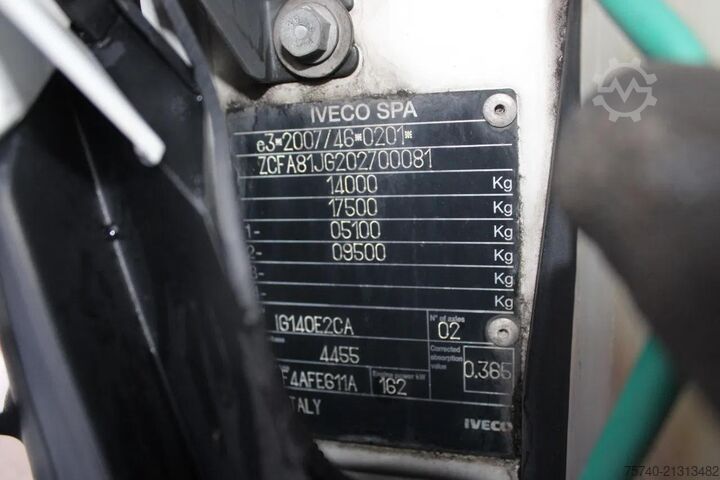 IVECO SPA
e3*2007/46*0201*
ZCFA81JG202700081
14000 Kg
17500 Kg
1- 05100 Kg
2- 09500 Kg
3- Kg
Kg
IG140E2CA N° of axles 02
4455 Corrected absorption value 0.365
F4AFE611A Engine power kW 162
ITALY IVECO
75740-21313482